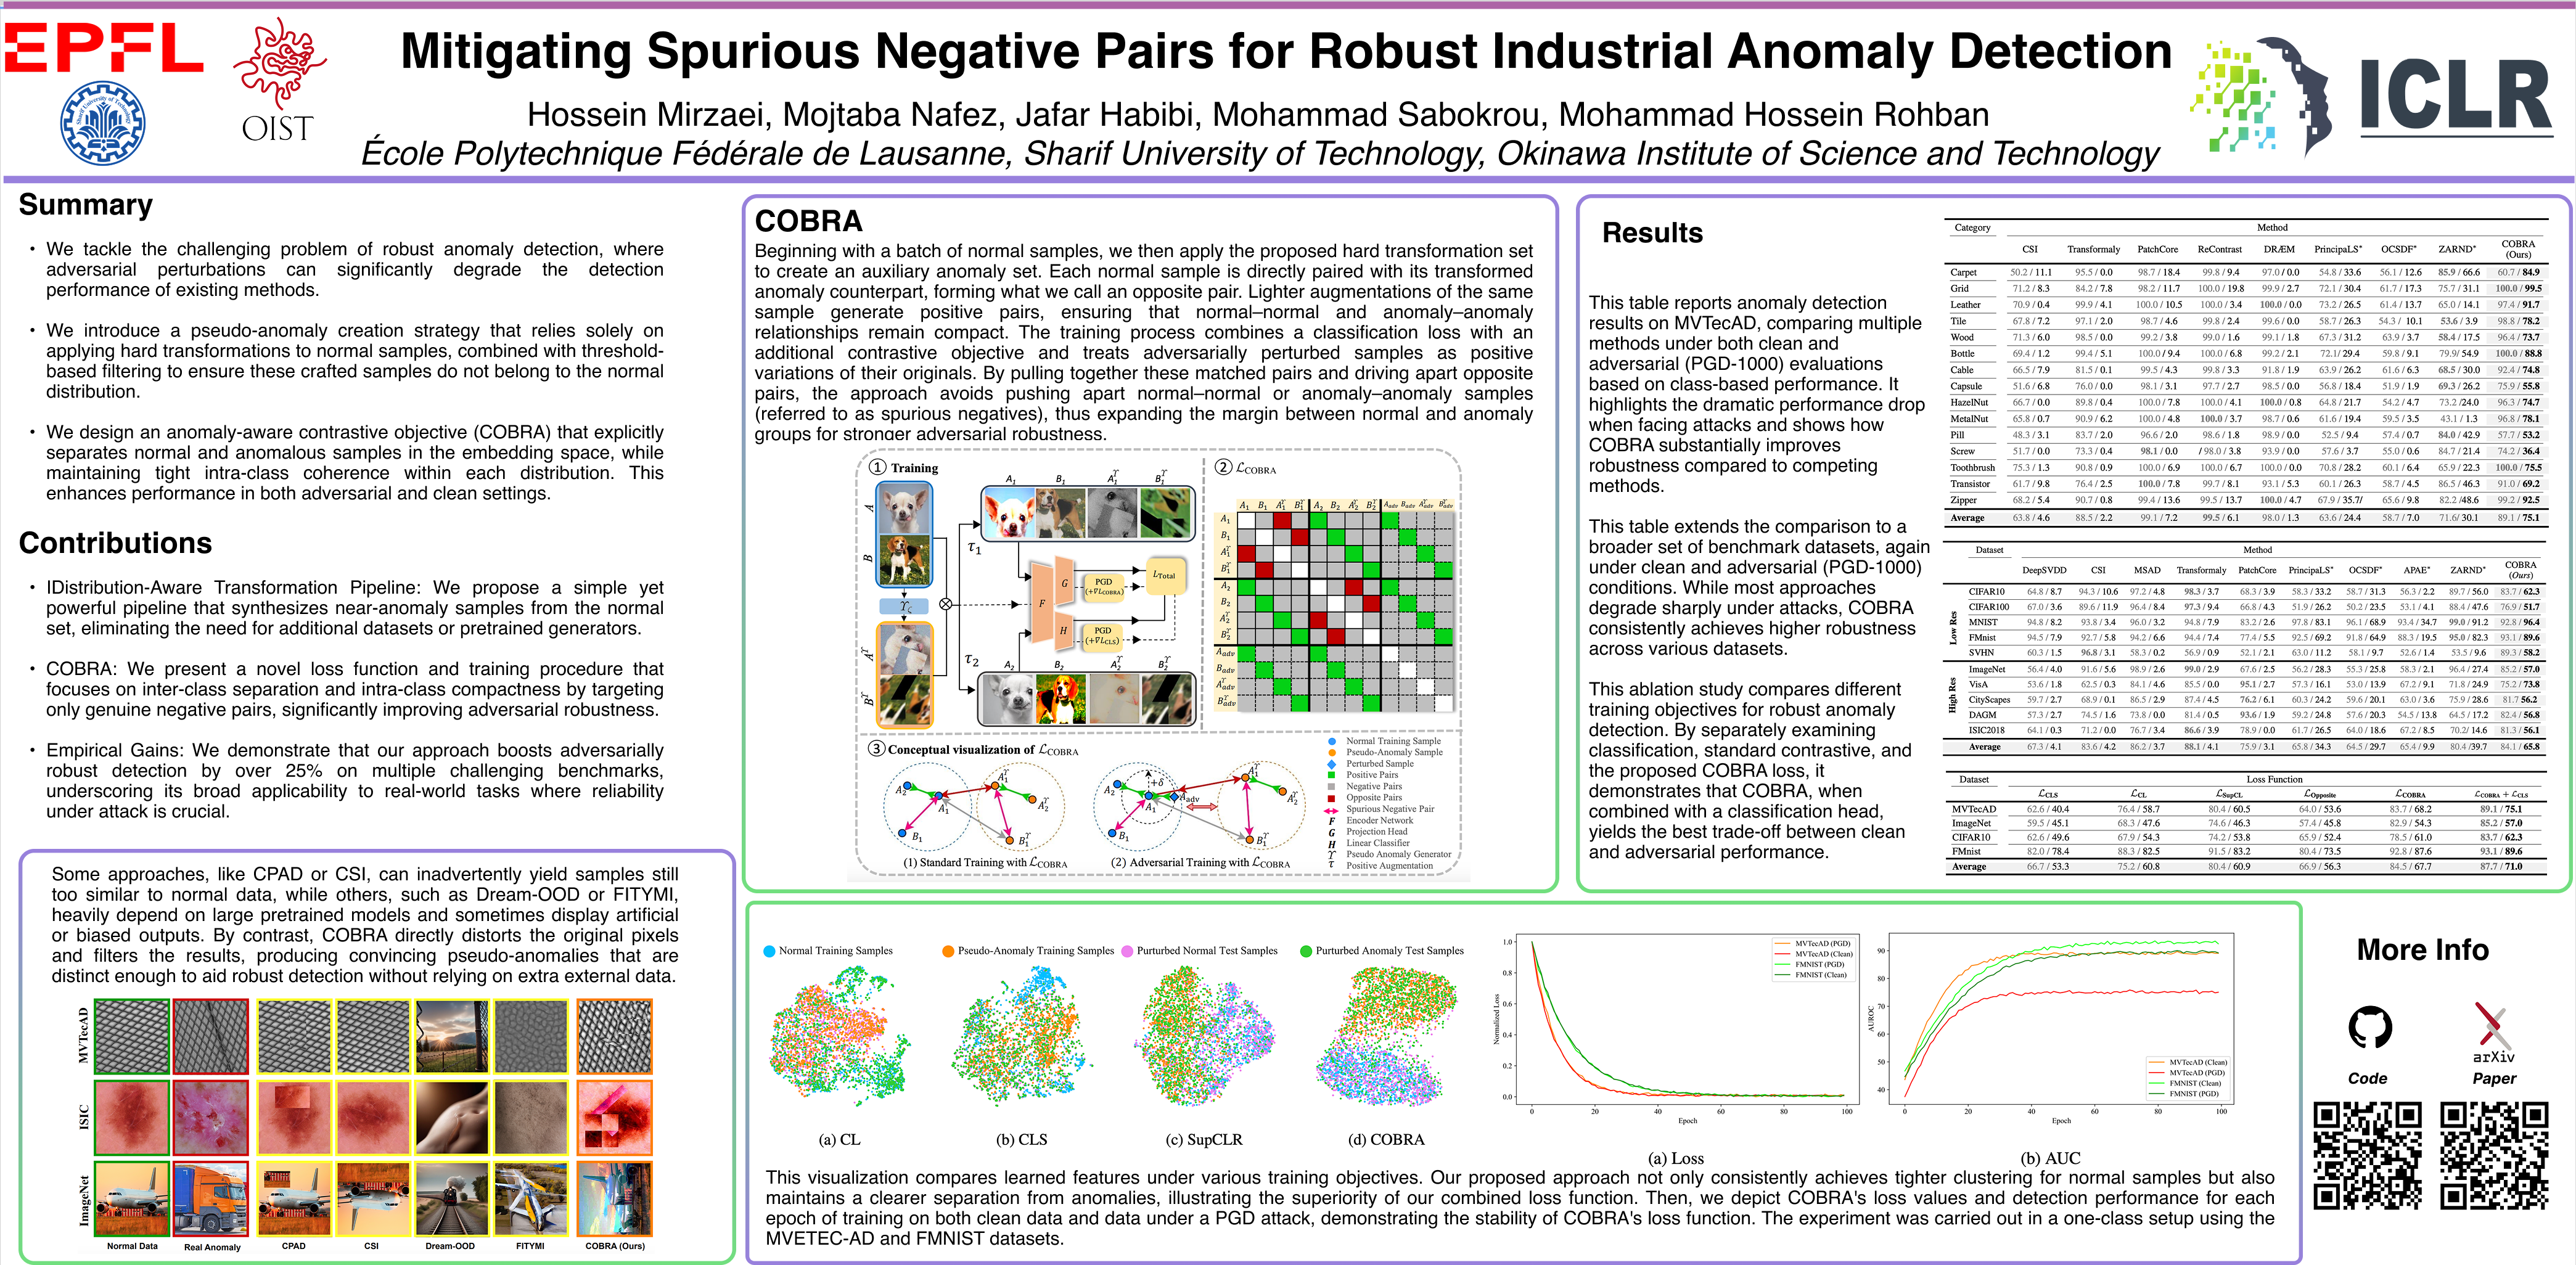 EPFL
OIST
Mitigating Spurious Negative Pairs for Robust Industrial Anomaly Detection
Hossein Mirzaei, Mojtaba Nafez, Jafar Habibi, Mohammad Sabokrou, Mohammad Hossein Rohban
École Polytechnique Fédérale de Lausanne, Sharif University of Technology, Okinawa Institute of Science and Technology
ICLR
Summary
• We tackle the challenging problem of robust anomaly detection, where
adversarial perturbations can significantly degrade the detection
performance of existing methods.
• We introduce a pseudo-anomaly creation strategy that relies solely on
applying hard transformations to normal samples, combined with threshold-
based filtering to ensure these crafted samples do not belong to the normal
distribution.
• We design an anomaly-aware contrastive objective (COBRA) that explicitly
separates normal and anomalous samples in the embedding space, while
maintaining tight intra-class coherence within each distribution. This
enhances performance in both adversarial and clean settings.
Contributions
• IDistribution-Aware Transformation Pipeline: We propose a simple yet
powerful pipeline that synthesizes near-anomaly samples from the normal
set, eliminating the need for additional datasets or pretrained generators.
• COBRA: We present a novel loss function and training procedure that
focuses on inter-class separation and intra-class compactness by targeting
only genuine negative pairs, significantly improving adversarial robustness.
• Empirical Gains: We demonstrate that our approach boosts adversarially
robust detection by over 25% on multiple challenging benchmarks,
underscoring its broad applicability to real-world tasks where reliability
under attack is crucial.
Some approaches, like CPAD or CSI, can inadvertently yield samples still
too similar to normal data, while others, such as Dream-OOD or FITYMI,
heavily depend on large pretrained models and sometimes display artificial
or biased outputs. By contrast, COBRA directly distorts the original pixels
and filters the results, producing convincing pseudo-anomalies that are
distinct enough to aid robust detection without relying on extra external data.
MVTecAD
ISIC
ImageNet
Normal Data Real Anomaly CPAD CSI Dream-OOD FITYMI COBRA (Ours)
COBRA
Beginning with a batch of normal samples, we then apply the proposed hard transformation set
to create an auxiliary anomaly set. Each normal sample is directly paired with its transformed
anomaly counterpart, forming what we call an opposite pair. Lighter augmentations of the same
sample generate positive pairs, ensuring that normal–normal and anomaly–anomaly
relationships remain compact. The training process combines a classification loss with an
additional contrastive objective and treats adversarially perturbed samples as positive
variations of their originals. By pulling together these matched pairs and driving apart opposite
pairs, the approach avoids pushing apart normal–normal or anomaly–anomaly samples
(referred to as spurious negatives), thus expanding the margin between normal and anomaly
groups for stronger adversarial robustness.
① Training
② ℒCOBRA
A1 B1 A1ϒ B1ϒ
A B Aϒ Bϒ
τ1
τ2
F G H
PGD (+∇LCOBRA)
PGD (+∇LCLS)
LTotal
A2 B2 A2ϒ B2ϒ
A1 B1 A1ϒ B1ϒ A2 B2 A2ϒ B2ϒ Aadv Badv Aϒadv Bϒadv
③ Conceptual visualization of ℒCOBRA
(1) Standard Training with ℒCOBRA
(2) Adversarial Training with ℒCOBRA
Normal Training Sample
Pseudo-Anomaly Sample
Perturbed Sample
Positive Pairs
Negative Pairs
Opposite Pairs
Spurious Negative Pair
F Encoder Network
G Projection Head
H Linear Classifier
ϒ Pseudo Anomaly Generator
τ Positive Augmentation
Results
This table reports anomaly detection
results on MVTecAD, comparing multiple
methods under both clean and
adversarial (PGD-1000) evaluations
based on class-based performance. It
highlights the dramatic performance drop
when facing attacks and shows how
COBRA substantially improves
robustness compared to competing
methods.
This table extends the comparison to a
broader set of benchmark datasets, again
under clean and adversarial (PGD-1000)
conditions. While most approaches
degrade sharply under attacks, COBRA
consistently achieves higher robustness
across various datasets.
This ablation study compares different
training objectives for robust anomaly
detection. By separately examining
classification, standard contrastive, and
the proposed COBRA loss, it
demonstrates that COBRA, when
combined with a classification head,
yields the best trade-off between clean
and adversarial performance.
Category Method
CSI Transformaly PatchCore ReContrast DRÆM PrincipaLS* OCSDF* ZARND* COBRA (Ours)
Carpet 50.2 / 11.1 95.5 / 0.0 98.7 / 18.4 99.8 / 9.4 97.0 / 0.0 54.8 / 33.6 56.1 / 12.6 85.9 / 66.6 60.7 / 84.9
Grid 71.2 / 8.3 84.2 / 7.8 98.2 / 11.7 100.0 / 19.8 99.9 / 2.7 72.1 / 30.4 61.7 / 17.3 75.7 / 31.1 100.0 / 99.5
Leather 70.9 / 0.4 99.9 / 4.1 100.0 / 10.5 100.0 / 3.4 100.0 / 0.0 73.2 / 26.5 61.4 / 13.7 65.0 / 14.1 97.4 / 91.7
Tile 67.8 / 7.2 97.1 / 2.0 98.7 / 4.6 99.8 / 2.4 99.6 / 0.0 58.7 / 26.3 54.3 / 10.1 53.6 / 3.9 98.8 / 78.2
Wood 71.3 / 6.0 98.5 / 0.0 99.2 / 3.8 99.0 / 1.6 99.1 / 1.8 67.3 / 31.2 63.9 / 3.7 58.4 / 17.5 96.4 / 73.7
Bottle 69.4 / 1.2 99.4 / 5.1 100.0 / 9.4 100.0 / 6.8 99.2 / 2.1 72.1/ 29.4 59.8 / 9.1 79.9/ 54.9 100.0 / 88.8
Cable 66.5 / 7.9 81.5 / 0.1 99.5 / 4.3 99.8 / 3.3 91.8 / 1.9 63.9 / 26.2 61.6 / 6.3 68.5 / 30.0 92.4 / 74.8
Capsule 51.6 / 6.8 76.0 / 0.0 98.1 / 3.1 97.7 / 2.7 98.5 / 0.0 56.8 / 18.4 51.9 / 1.9 69.3 / 26.2 75.9 / 55.8
HazelNut 66.7 / 0.0 89.8 / 0.4 100.0 / 7.8 100.0 / 4.1 100.0 / 0.8 64.8 / 21.7 54.2 / 4.7 73.2 /24.0 96.3 / 74.7
MetalNut 65.8 / 0.7 90.9 / 6.2 100.0 / 4.8 100.0 / 3.7 98.7 / 0.6 61.6 / 19.4 59.5 / 3.5 43.1 / 1.3 96.8 / 78.1
Pill 48.3 / 3.1 83.7 / 2.0 96.6 / 2.0 98.6 / 1.8 98.9 / 0.0 52.5 / 9.4 57.4 / 0.7 84.0 / 42.9 57.7 / 53.2
Screw 51.7 / 0.0 73.3 / 0.4 98.1 / 0.0 / 98.0 / 3.8 93.9 / 0.0 57.6 / 3.7 55.0 / 0.6 84.7 / 21.4 74.2 / 36.4
Toothbrush 75.3 / 1.3 90.8 / 0.9 100.0 / 6.9 100.0 / 6.7 100.0 / 0.0 70.8 / 28.2 60.1 / 6.4 65.9 / 22.3 100.0 / 75.5
Transistor 61.7 / 9.8 76.4 / 2.5 100.0 / 7.8 99.7 / 8.1 93.1 / 5.3 60.1 / 26.3 58.7 / 4.5 86.5 / 46.3 91.0 / 69.2
Zipper 68.2 / 5.4 90.7 / 0.8 99.4 / 13.6 99.5 / 13.7 100.0 / 4.7 67.9 / 35.7/ 65.6 / 9.8 82.2 /48.6 99.2 / 92.5
Average 63.8 / 4.6 88.5 / 2.2 99.1 / 7.2 99.5 / 6.1 98.0 / 1.3 63.6 / 24.4 58.7 / 7.0 71.6/ 30.1 89.1 / 75.1
Dataset Method
DeepSVDD CSI MSAD Transformaly PatchCore PrincipaLS* OCSDF* APAE* ZARND* COBRA (Ours)
Low Res
CIFAR10 64.8 / 8.7 94.3 / 10.6 97.2 / 4.8 98.3 / 3.7 68.3 / 3.9 58.3 / 33.2 58.7 / 31.3 56.3 / 2.2 89.7 / 56.0 83.7 / 62.3
CIFAR100 67.0 / 3.6 89.6 / 11.9 96.4 / 8.4 97.3 / 9.4 66.8 / 4.3 51.9 / 26.2 50.2 / 23.5 53.1 / 4.1 88.4 / 47.6 76.9 / 51.7
MNIST 94.8 / 8.2 93.8 / 3.4 96.0 / 3.2 94.8 / 7.9 83.2 / 2.6 97.8 / 83.1 96.1 / 68.9 93.4 / 34.7 99.0 / 91.2 92.8 / 96.4
FMnist 94.5 / 7.9 92.7 / 5.8 94.2 / 6.6 94.4 / 7.4 77.4 / 5.5 92.5 / 69.2 91.8 / 64.9 88.3 / 19.5 95.0 / 82.3 93.1 / 89.6
SVHN 60.3 / 1.5 96.8 / 3.1 58.3 / 0.2 56.9 / 0.9 52.1 / 2.1 63.0 / 11.2 58.1 / 9.7 52.6 / 1.4 53.5 / 9.6 89.3 / 58.2
High Res
ImageNet 56.4 / 4.0 91.6 / 5.6 98.9 / 2.6 99.0 / 2.9 67.6 / 2.5 56.2 / 28.3 55.3 / 25.8 58.3 / 2.1 96.4 / 27.4 85.2 / 57.0
VisA 53.6 / 1.8 62.5 / 0.3 84.1 / 4.6 85.5 / 0.0 95.1 / 2.7 57.3 / 16.1 53.0 / 13.9 67.2 / 9.1 71.8 / 24.9 75.2 / 73.8
CityScapes 59.7 / 2.7 68.9 / 0.1 86.5 / 2.9 87.4 / 4.5 76.2 / 6.1 60.3 / 24.2 59.6 / 20.1 63.0 / 3.6 75.9 / 28.6 81.7 56.2
DAGM 57.3 / 2.7 74.5 / 1.6 73.8 / 0.0 81.4 / 0.5 93.6 / 1.9 59.2 / 24.8 57.6 / 20.3 54.5 / 13.8 64.5 / 17.2 82.4 / 56.8
ISIC2018 64.1 / 0.3 71.2 / 0.0 76.7 / 3.4 86.6 / 3.9 78.9 / 0.0 61.7 / 26.5 64.0 / 18.6 67.2 / 8.5 70.2/ 14.6 81.3 / 56.1
Average 67.3 / 4.1 83.6 / 4.2 86.2 / 3.7 88.1 / 4.1 75.9 / 3.1 65.8 / 34.3 64.5 / 29.7 65.4 / 9.9 80.4 /39.7 84.1 / 65.8
Dataset Loss Function
ℒCLS ℒCL ℒSupCL ℒOpposite ℒCOBRA ℒCOBRA + ℒCLS
MVTecAD 62.6 / 40.4 76.4 / 58.7 80.4 / 60.5 64.0 / 53.6 83.7 / 68.2 89.1 / 75.1
ImageNet 59.5 / 45.1 68.3 / 47.6 74.6 / 46.3 57.4 / 45.8 82.9 / 54.3 85.2 / 57.0
CIFAR10 62.6 / 49.6 67.9 / 54.3 74.2 / 53.8 65.9 / 52.4 78.5 / 61.0 83.7 / 62.3
FMnist 82.0 / 78.4 88.3 / 82.5 91.5 / 83.2 80.4 / 73.5 92.8 / 87.6 93.1 / 89.6
Average 66.7 / 53.3 75.2 / 60.8 80.4 / 60.9 66.9 / 56.3 84.5 / 67.7 87.7 / 71.0
Normal Training Samples Pseudo-Anomaly Training Samples Purturbed Normal Test Samples Purturbed Anomaly Test Samples
(a) CL (b) CLS (c) SupCLR (d) COBRA
Normalized Loss
1.0
0.8
0.6
0.4
0.2
0.0
0 20 40 60 80 100
Epoch
MVTecAD (PGD)
MVTecAD (Clean)
FMNIST (PGD)
FMNIST (Clean)
(a) Loss
AUROC
90
80
70
60
50
40
0 20 40 60 80 100
Epoch
MVTecAD (Clean)
MVTecAD (PGD)
FMNIST (Clean)
FMNIST (PGD)
(b) AUC
This visualization compares learned features under various training objectives. Our proposed approach not only consistently achieves tighter clustering for normal samples but also
maintains a clearer separation from anomalies, illustrating the superiority of our combined loss function. Then, we depict COBRA's loss values and detection performance for each
epoch of training on both clean data and data under a PGD attack, demonstrating the stability of COBRA's loss function. The experiment was carried out in a one-class setup using the
MVETEC-AD and FMNIST datasets.
More Info
arXiv
Code Paper